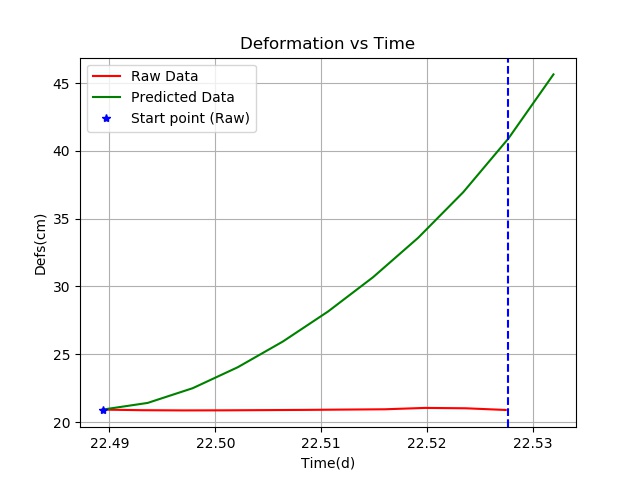 Deformation vs Time
Raw Data
Predicted Data
Start point (Raw)
45
40
35
30
25
20
Defs(cm)
22.49 22.50 22.51 22.52 22.53
Time(d)